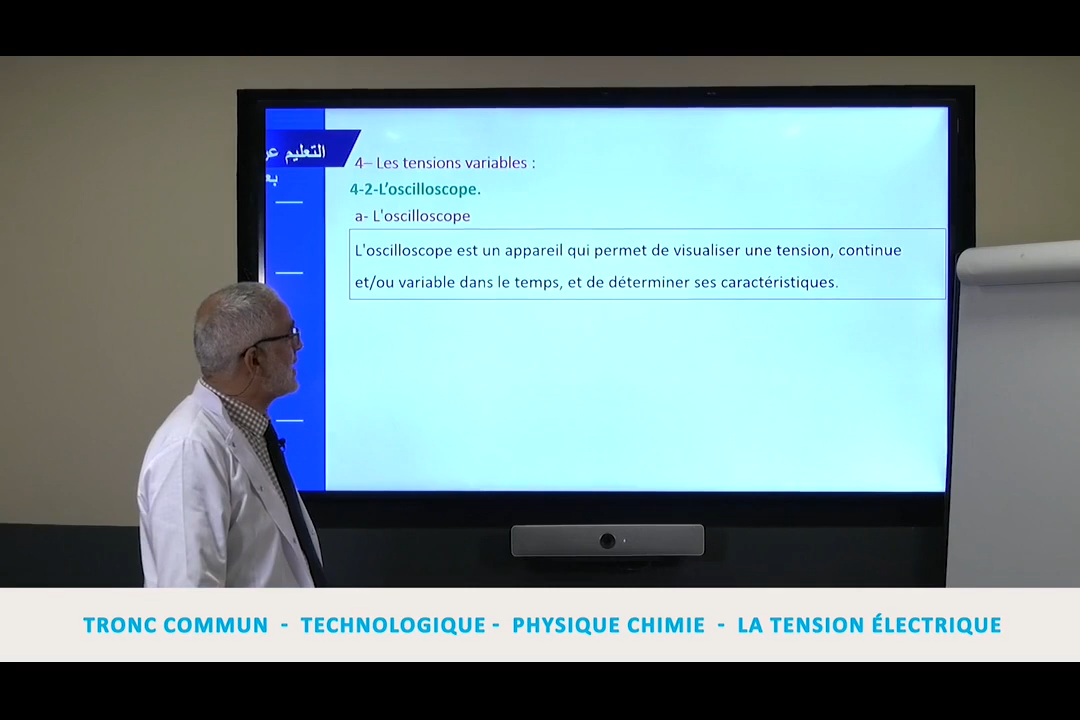 التعليم عن
بع
4– Les tensions variables :
4-2-L’oscilloscope.
a- L'oscilloscope
L'oscilloscope est un appareil qui permet de visualiser une tension, continue
et/ou variable dans le temps, et de déterminer ses caractéristiques.
TRONC COMMUN - TECHNOLOGIQUE - PHYSIQUE CHIMIE - LA TENSION ÉLECTRIQUE